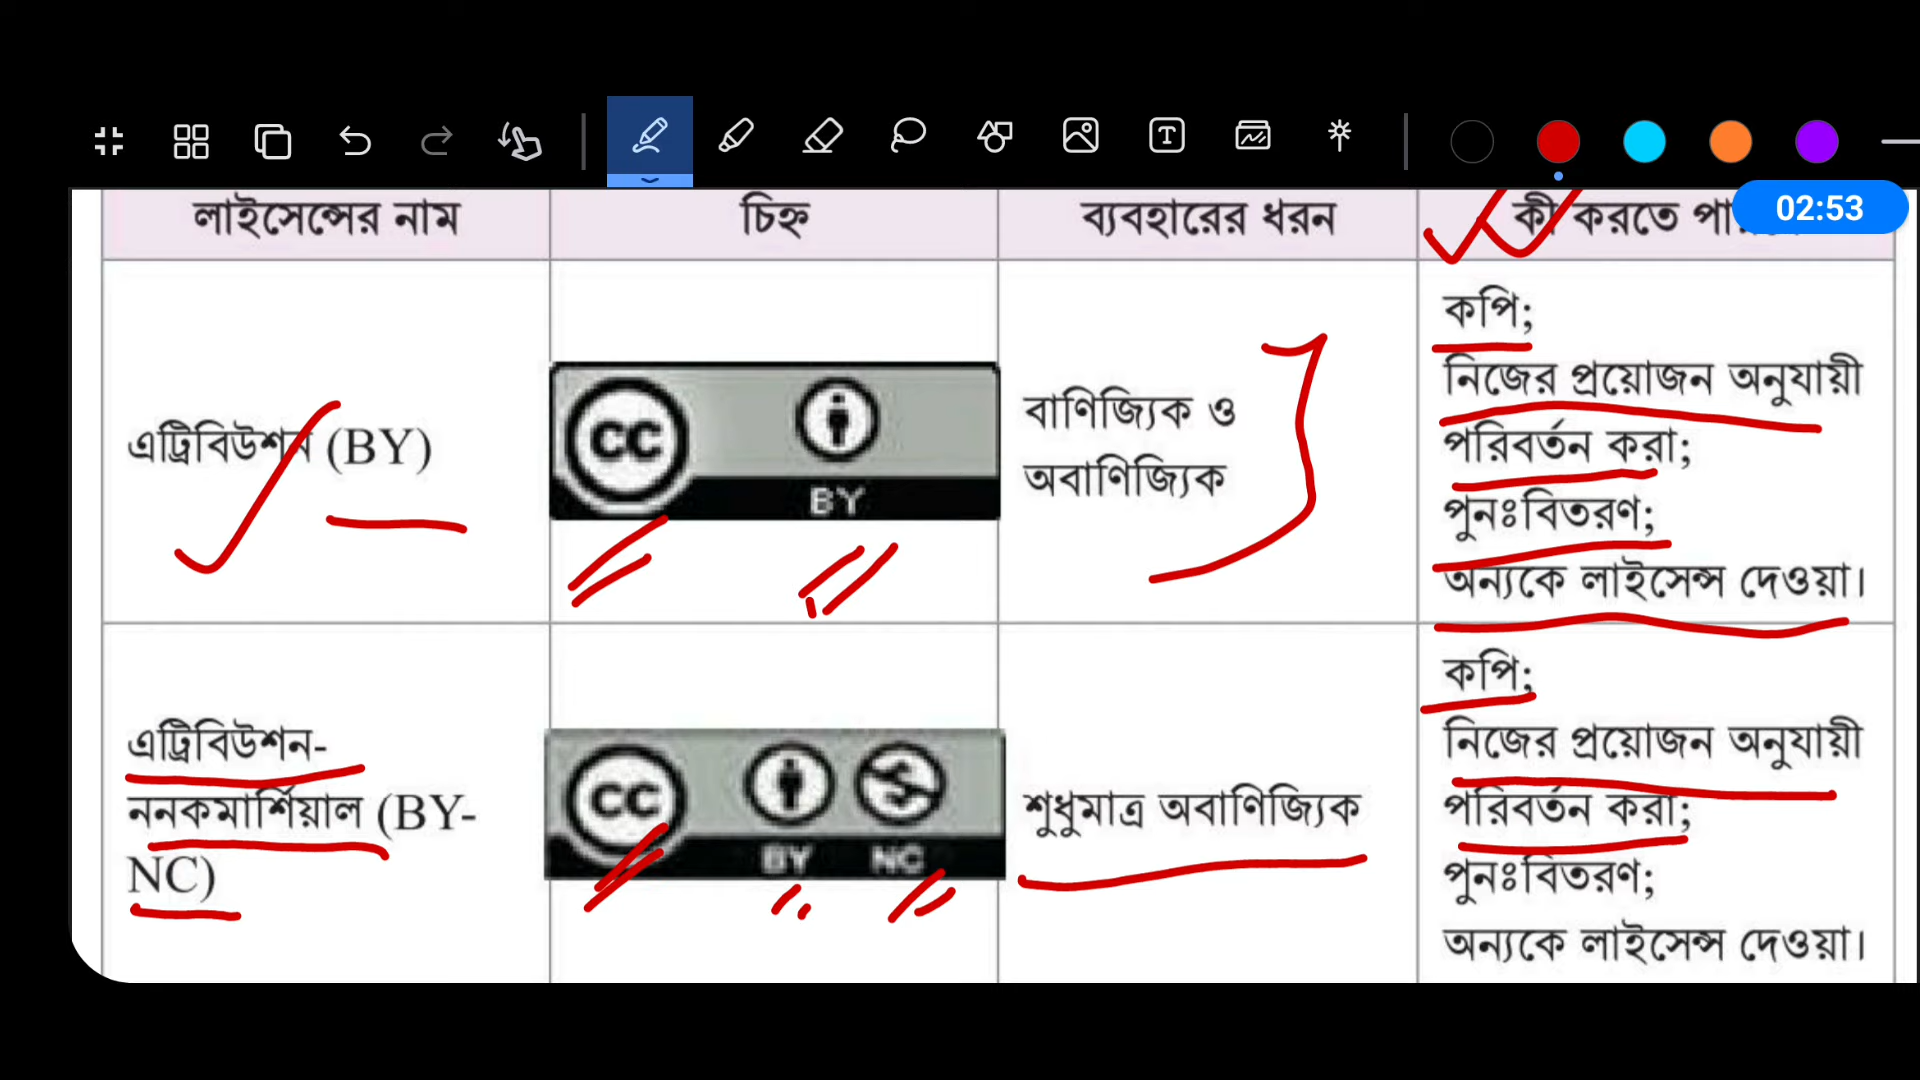 02:53
লাইসেন্সের নাম
চিহ্ন
ব্যবহারের ধরন
কী করতে
এট্রিবিউশন (BY)
CC
BY
বাণিজ্যিক ও
অবাণিজ্যিক
কপি;
নিজের প্রয়োজন অনুযায়ী
পরিবর্তন করা;
পুনঃবিতরণ;
অন্যকে লাইসেন্স দেওয়া।
এট্রিবিউশন-
ননকমার্শিয়াল (BY-
NC)
CC
BY NC
শুধুমাত্র অবাণিজ্যিক
কপি;
নিজের প্রয়োজন অনুযায়ী
পরিবর্তন করা;
পুনঃবিতরণ;
অন্যকে লাইসেন্স দেওয়া।